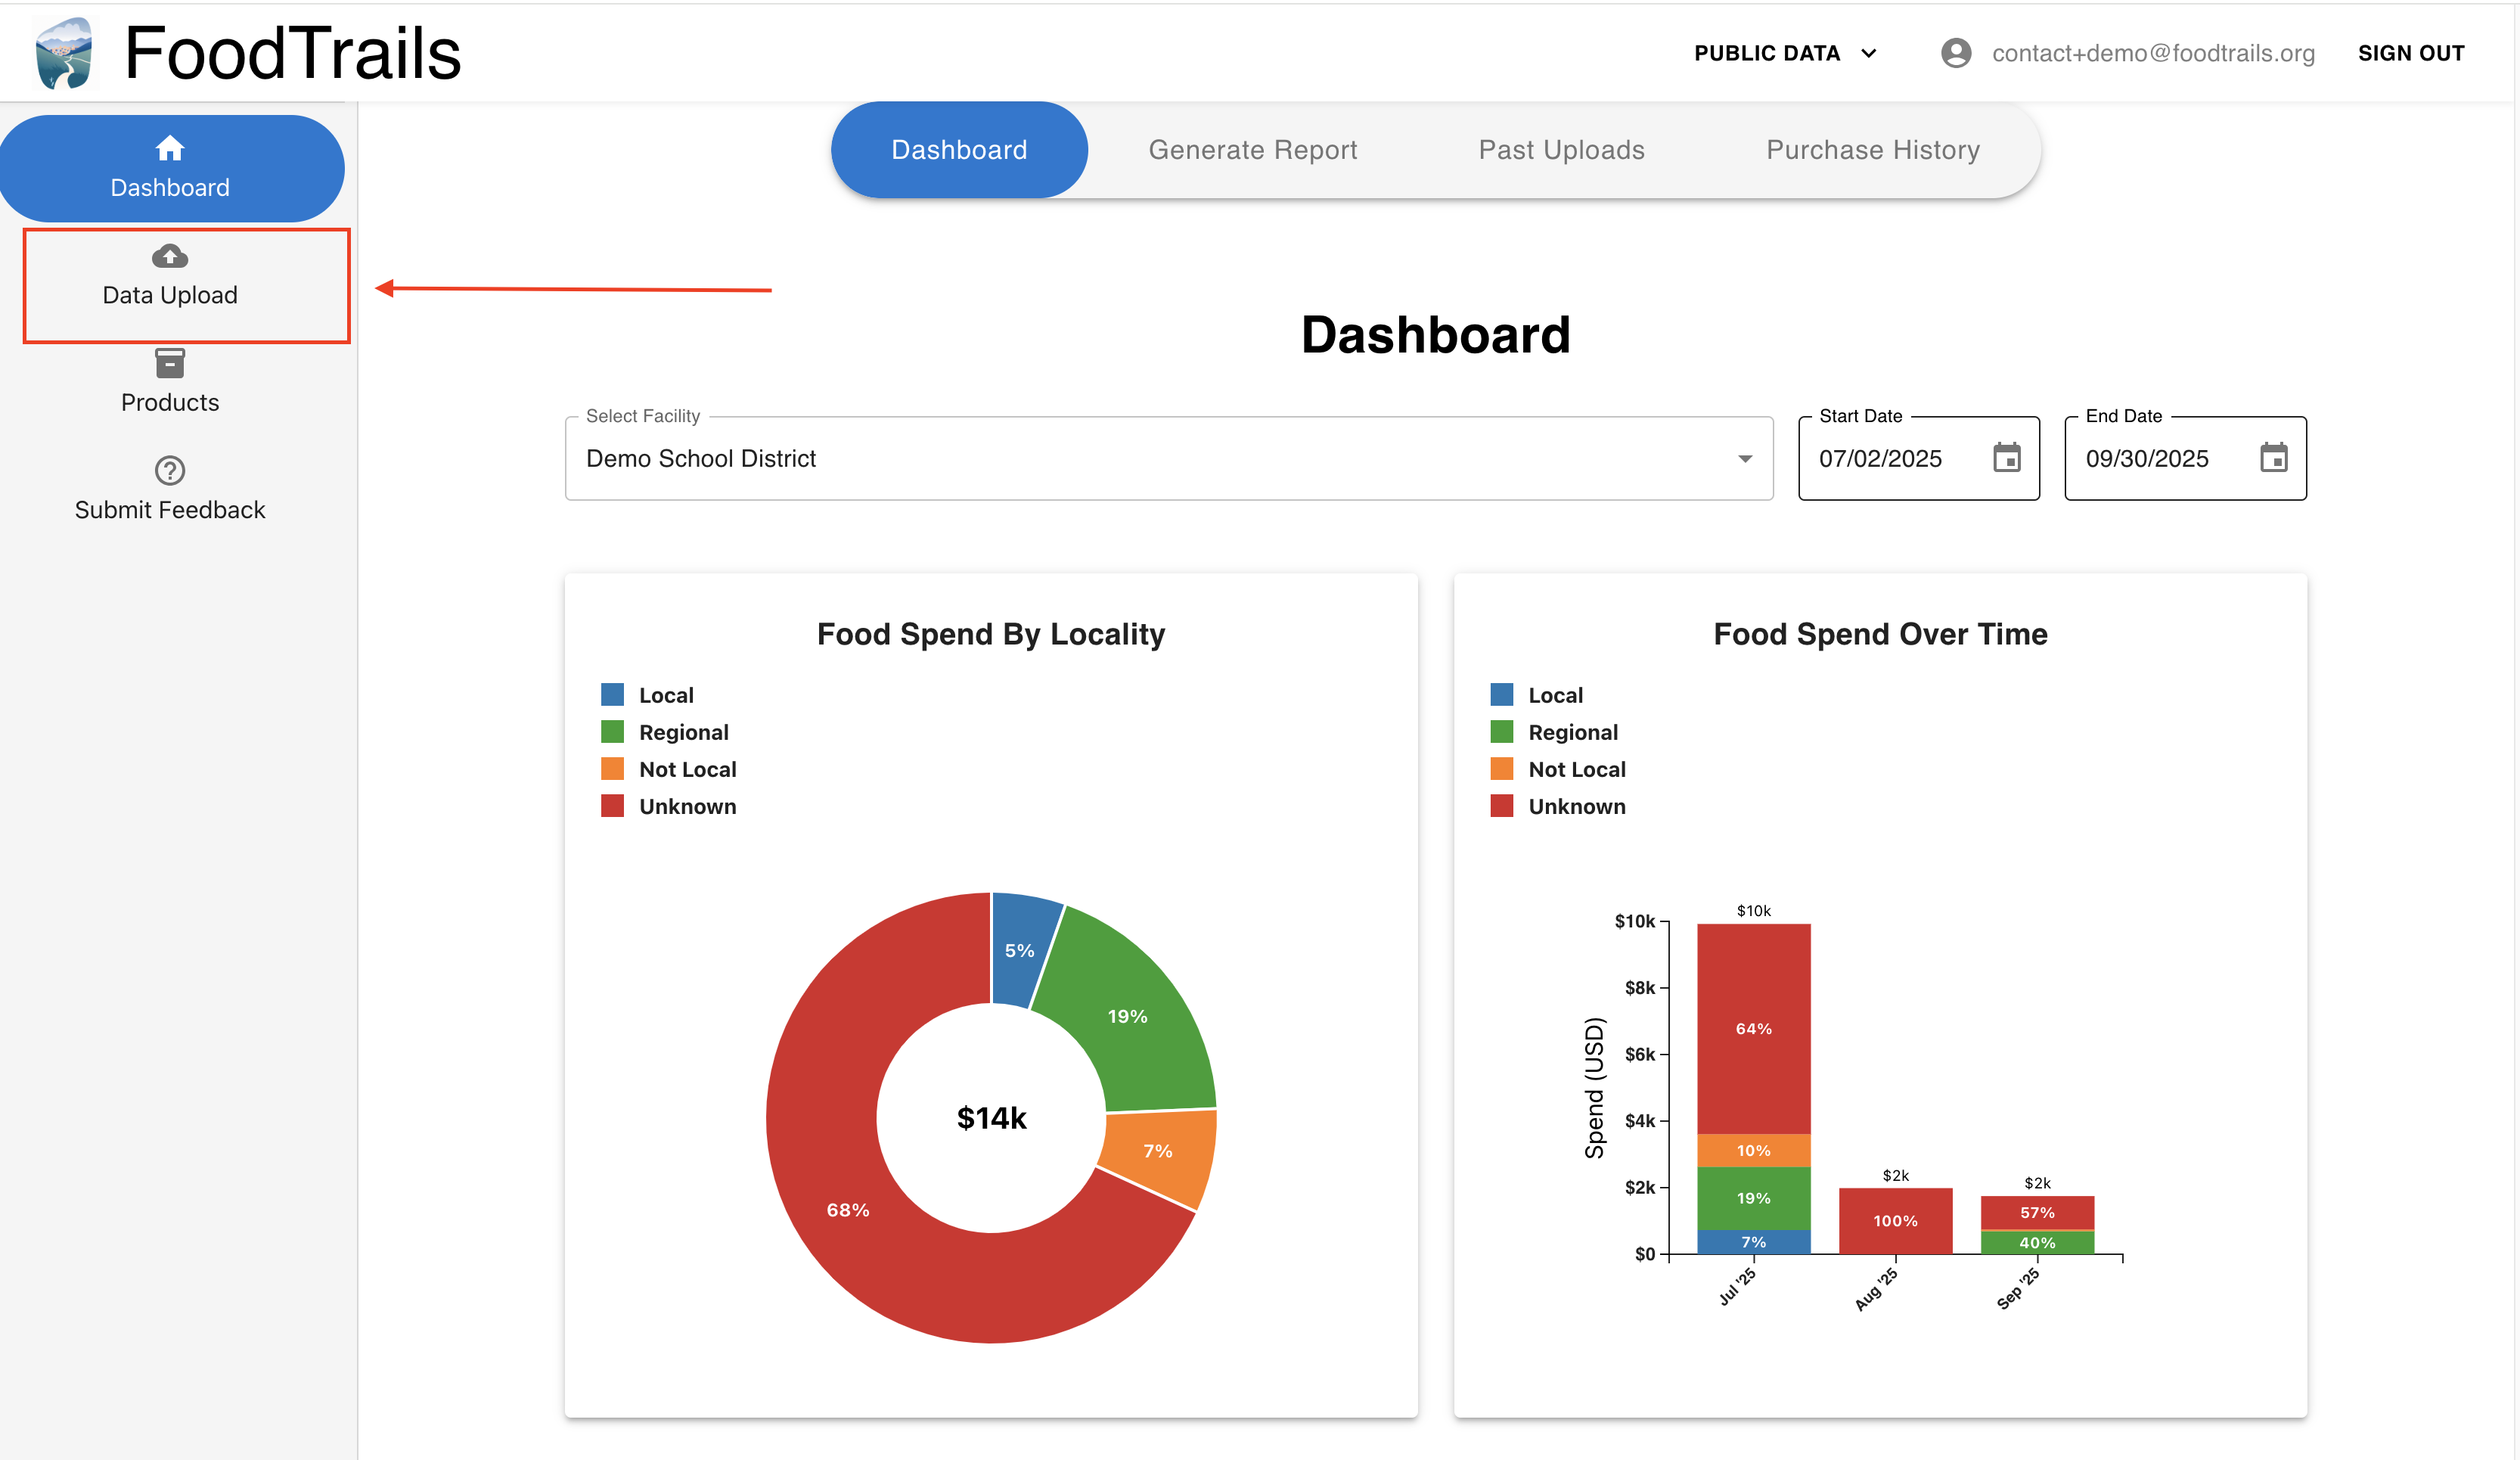 FoodTrails
PUBLIC DATA
contact+demo@foodtrails.org
SIGN OUT
Dashboard
Data Upload
Products
Submit Feedback
Dashboard
Generate Report
Past Uploads
Purchase History
Dashboard
Select Facility
Demo School District
Start Date
07/02/2025
End Date
09/30/2025
Food Spend By Locality
Local
Regional
Not Local
Unknown
5%
19%
7%
68%
$14k
Food Spend Over Time
Local
Regional
Not Local
Unknown
Spend (USD)
$10k
$8k
$6k
$4k
$2k
$0
$10k
64%
10%
19%
7%
$2k
100%
$2k
57%
40%
Jul '25
Aug '25
Sep '25